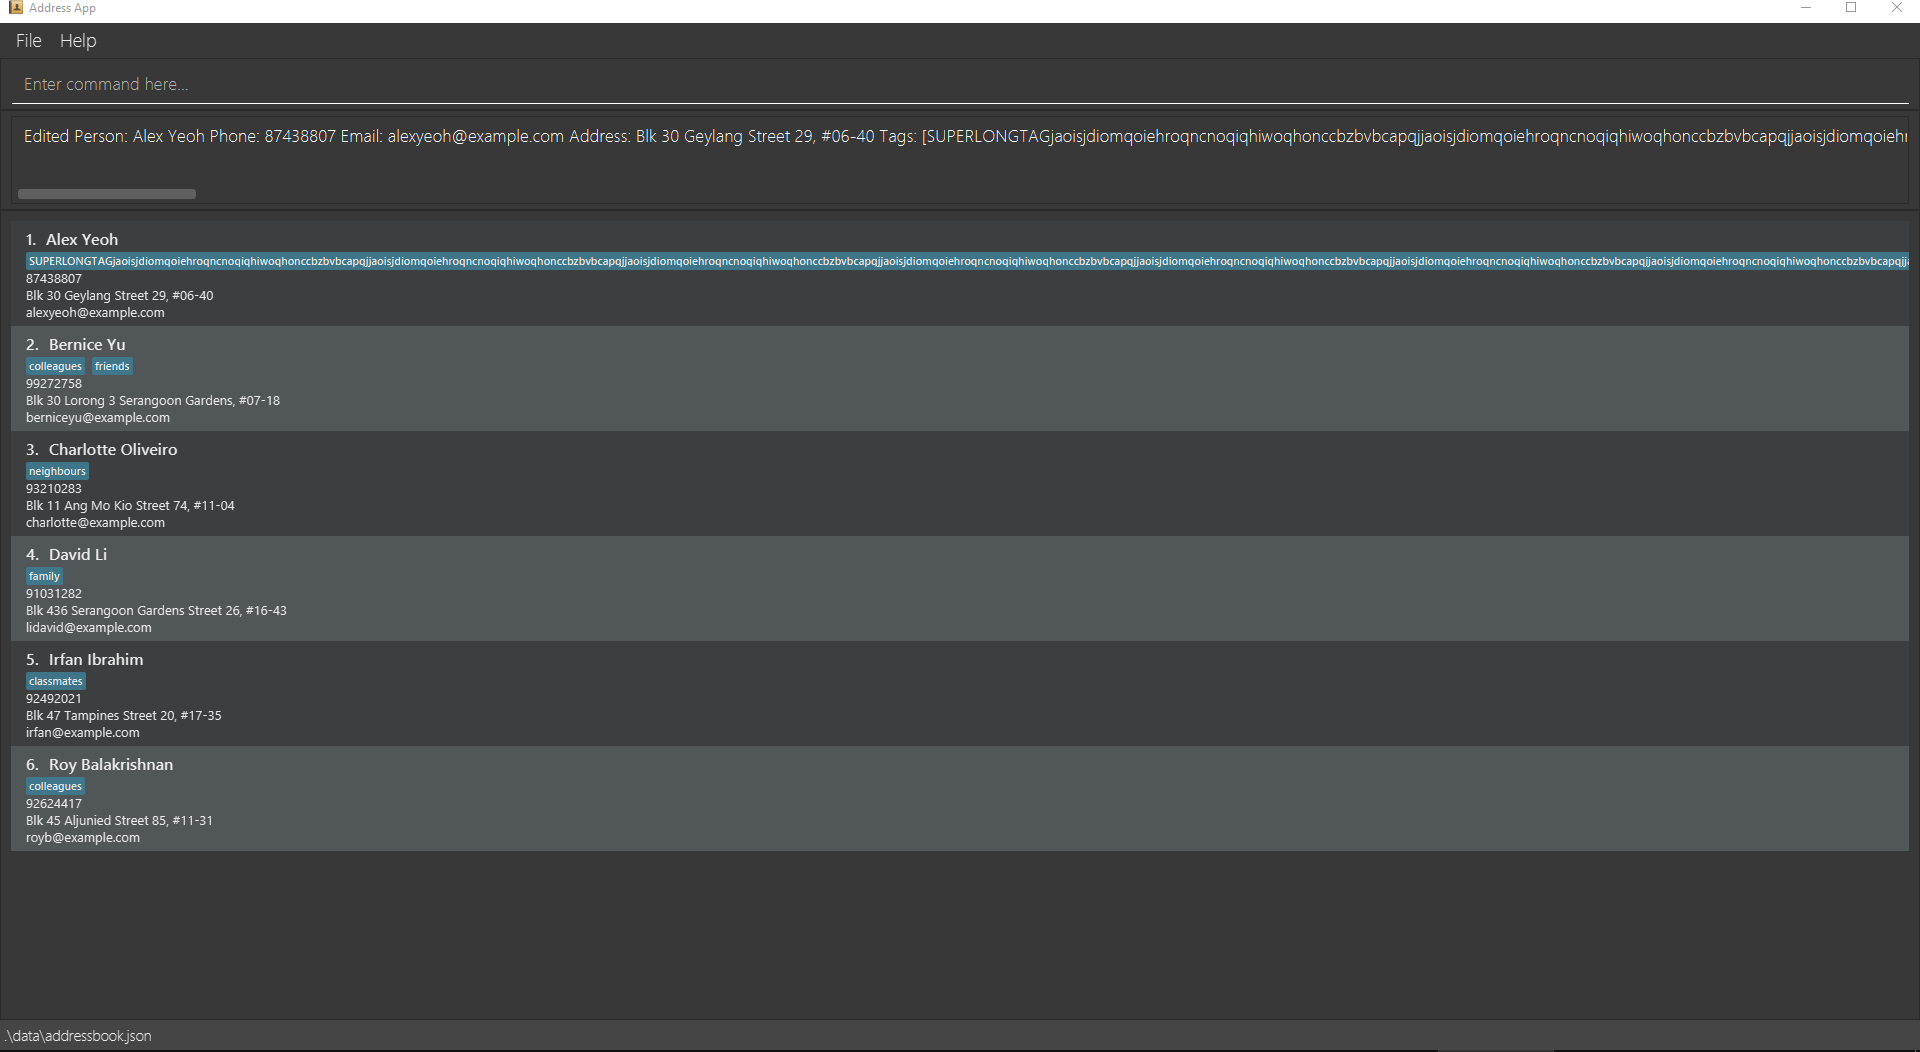 Address App
File Help
Enter command here...
Edited Person: Alex Yeoh Phone: 87438807 Email: alexyeoh@example.com Address: Blk 30 Geylang Street 29, #06-40 Tags: [SUPERLONGTAGjaoisjdiomqoiehroqncnoqiqhiwoqhonccbzbvbcapqjjaoisjdiomqoiehroqncnoqiqhiwoqhonccbzbvbcapqjjaoisjdiomqoiehr
1. Alex Yeoh
SUPERLONGTAGjaoisjdiomqoiehroqncnoqiqhiwoqhonccbzbvbcapqjjaoisjdiomqoiehroqncnoqiqhiwoqhonccbzbvbcapqjjaoisjdiomqoiehroqncnoqiqhiwoqhonccbzbvbcapqjjaoisjdiomqoiehroqncnoqiqhiwoqhonccbzbvbcapqjjaoisjdiomqoiehroqncnoqiqhiwoqhonccbzbvbcapqjjaoisjdiomqoiehroqncnoqiqhiwoqhonccbzbvbcapqjjaoisjdiomqoiehroqncnoqiqhiwoqhonccbzbvbcapqjja
87438807
Blk 30 Geylang Street 29, #06-40
alexyeoh@example.com
2. Bernice Yu
colleagues friends
99272758
Blk 30 Lorong 3 Serangoon Gardens, #07-18
berniceyu@example.com
3. Charlotte Oliveiro
neighbours
93210283
Blk 11 Ang Mo Kio Street 74, #11-04
charlotte@example.com
4. David Li
family
91031282
Blk 436 Serangoon Gardens Street 26, #16-43
lidavid@example.com
5. Irfan Ibrahim
classmates
92492021
Blk 47 Tampines Street 20, #17-35
irfan@example.com
6. Roy Balakrishnan
colleagues
92624417
Blk 45 Aljunied Street 85, #11-31
royb@example.com
.\data\addressbook.json